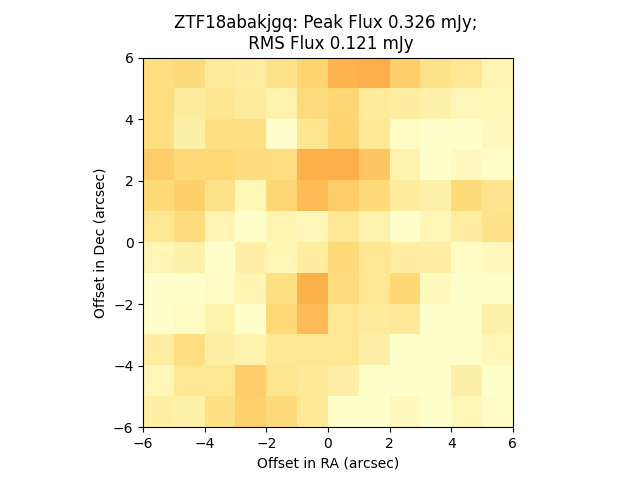 ZTF18abakjgq: Peak Flux 0.326 mJy;
RMS Flux 0.121 mJy
6
4
2
0
−2
−4
−6
Offset in Dec (arcsec)
−6 −4 −2 0 2 4 6
Offset in RA (arcsec)